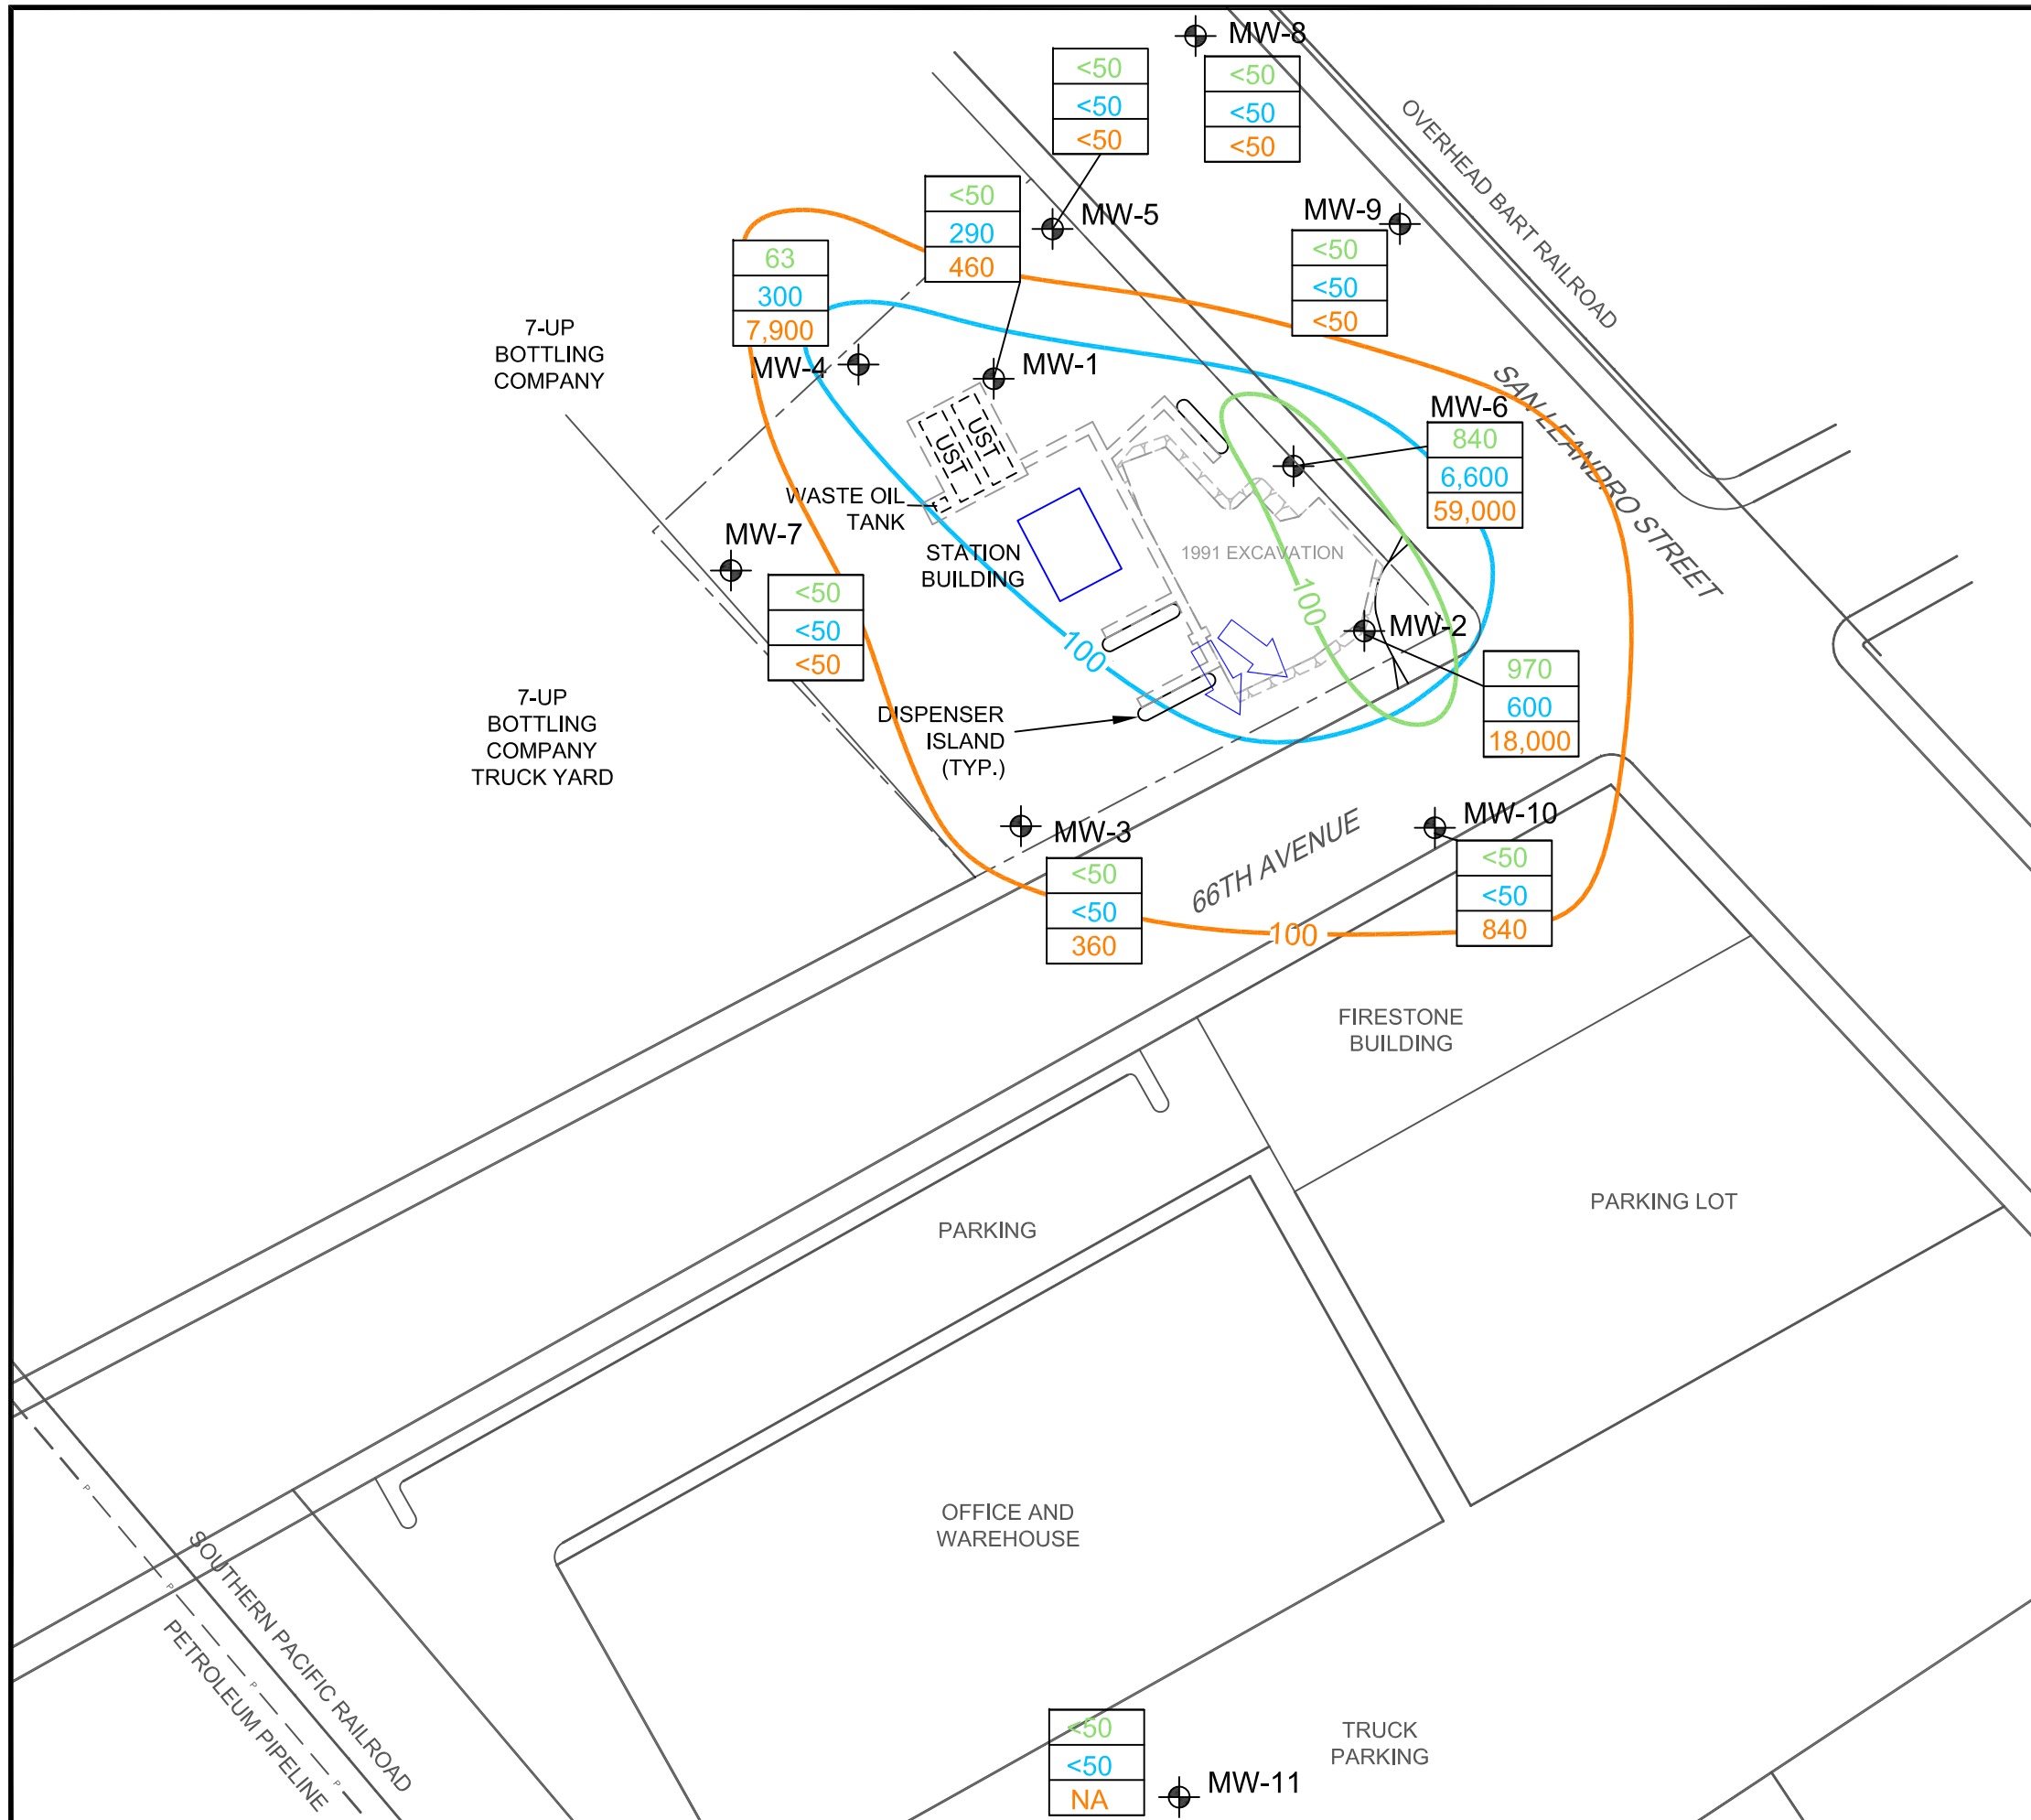 MW-8
<50
<50
<50
<50
<50
<50
OVERHEAD BART RAILROAD
<50
290
460
MW-5
MW-9
<50
<50
<50
63
300
7,900
7-UP
BOTTLING
COMPANY
MW-4
MW-1
SAN LEANDRO STREET
MW-6
840
6,600
59,000
UST
UST
WASTE OIL
TANK
MW-7
STATION
BUILDING
1991 EXCAVATION
<50
<50
<50
100
100
MW-2
970
600
18,000
7-UP
BOTTLING
COMPANY
TRUCK YARD
DISPENSER
ISLAND
(TYP.)
MW-3
66TH AVENUE
MW-10
<50
<50
360
<50
<50
840
100
FIRESTONE
BUILDING
PARKING
PARKING LOT
OFFICE AND
WAREHOUSE
P
P
P
P
SOUTHERN PACIFIC RAILROAD
PETROLEUM PIPELINE
<50
<50
NA
MW-11
TRUCK
PARKING